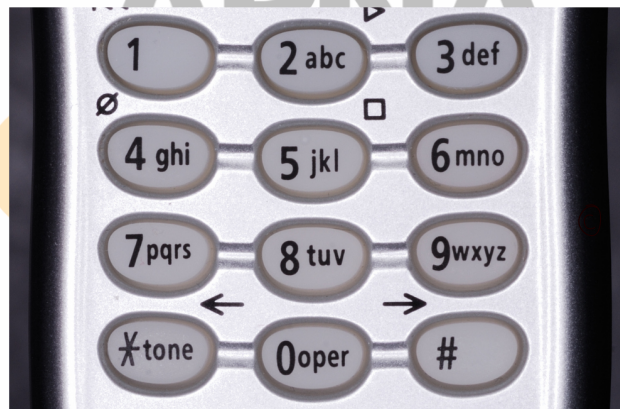 1
2 abc
3 def
4 ghi
5 jkl
6 mno
7 pqrs
8 tuv
9 wxyz
* tone
0 oper
#